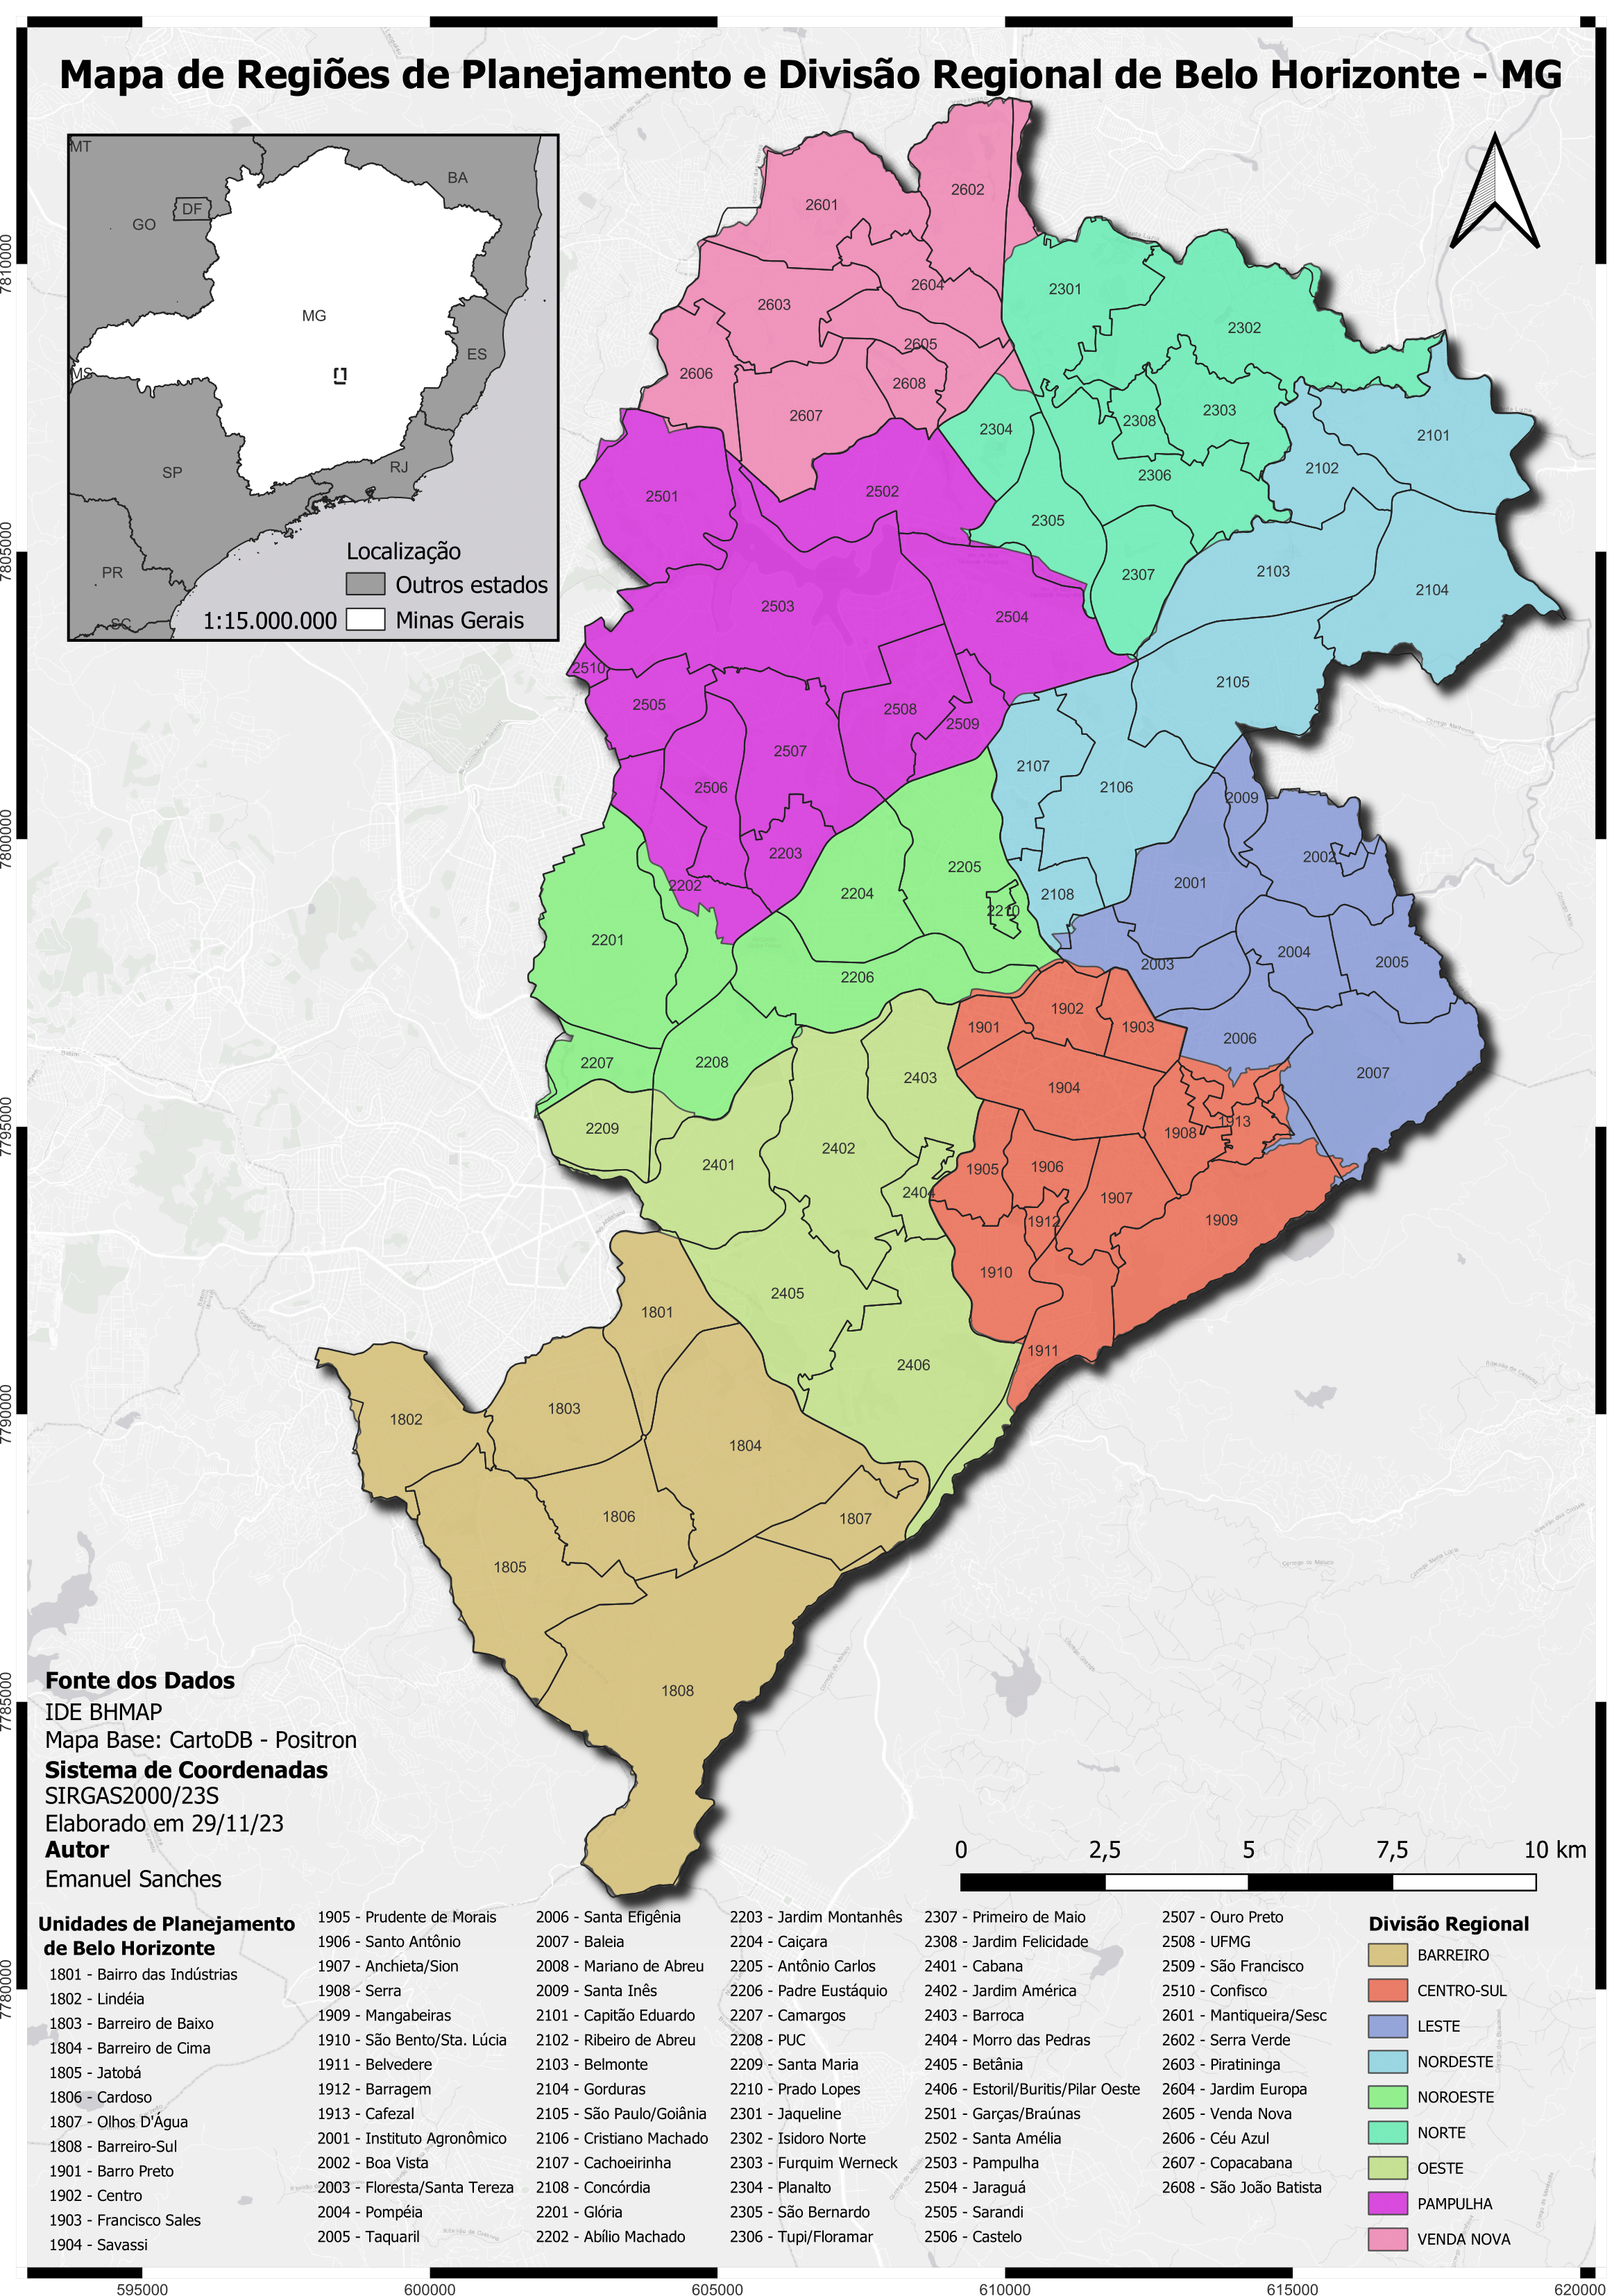 Mapa de Regiões de Planejamento e Divisão Regional de Belo Horizonte - MG
MT
BA
DF
GO
MG
ES
MS
SP
RJ
PR
SC
Localização
Outros estados
1:15.000.000
Minas Gerais
7810000
7805000
7800000
7795000
7790000
7785000
7780000
2602
2601
2604
2603
2605
2606
2608
2607
2301
2302
2303
2308
2304
2306
2305
2307
2101
2102
2103
2104
2105
2107
2106
2108
2501
2502
2503
2504
2510
2505
2508
2509
2507
2506
2203
2202
2205
2204
2210
2201
2206
2207
2208
2209
2009
2002
2001
2003
2004
2005
2006
2007
1902
1901
1903
1904
1908
1913
1905
1906
1907
1912
1909
1910
1911
2403
2402
2401
2404
2405
2406
1801
1802
1803
1804
1806
1807
1805
1808
Fonte dos Dados
IDE BHMAP
Mapa Base: CartoDB - Positron
Sistema de Coordenadas
SIRGAS2000/23S
Elaborado em 29/11/23
Autor
Emanuel Sanches
0 2,5 5 7,5 10 km
Unidades de Planejamento
de Belo Horizonte
1801 - Bairro das Indústrias
1802 - Lindéia
1803 - Barreiro de Baixo
1804 - Barreiro de Cima
1805 - Jatobá
1806 - Cardoso
1807 - Olhos D'Água
1808 - Barreiro-Sul
1901 - Barro Preto
1902 - Centro
1903 - Francisco Sales
1904 - Savassi
1905 - Prudente de Morais
1906 - Santo Antônio
1907 - Anchieta/Sion
1908 - Serra
1909 - Mangabeiras
1910 - São Bento/Sta. Lúcia
1911 - Belvedere
1912 - Barragem
1913 - Cafezal
2001 - Instituto Agronômico
2002 - Boa Vista
2003 - Floresta/Santa Tereza
2004 - Pompéia
2005 - Taquaril
2006 - Santa Efigênia
2007 - Baleia
2008 - Mariano de Abreu
2009 - Santa Inês
2101 - Capitão Eduardo
2102 - Ribeiro de Abreu
2103 - Belmonte
2104 - Gorduras
2105 - São Paulo/Goiânia
2106 - Cristiano Machado
2107 - Cachoeirinha
2108 - Concórdia
2201 - Glória
2202 - Abílio Machado
2203 - Jardim Montanhês
2204 - Caiçara
2205 - Antônio Carlos
2206 - Padre Eustáquio
2207 - Camargos
2208 - PUC
2209 - Santa Maria
2210 - Prado Lopes
2301 - Jaqueline
2302 - Isidoro Norte
2303 - Furquim Werneck
2304 - Planalto
2305 - São Bernardo
2306 - Tupi/Floramar
2307 - Primeiro de Maio
2308 - Jardim Felicidade
2401 - Cabana
2402 - Jardim América
2403 - Barroca
2404 - Morro das Pedras
2405 - Betânia
2406 - Estoril/Buritis/Pilar Oeste
2501 - Garças/Braúnas
2502 - Santa Amélia
2503 - Pampulha
2504 - Jaraguá
2505 - Sarandi
2506 - Castelo
2507 - Ouro Preto
2508 - UFMG
2509 - São Francisco
2510 - Confisco
2601 - Mantiqueira/Sesc
2602 - Serra Verde
2603 - Piratininga
2604 - Jardim Europa
2605 - Venda Nova
2606 - Céu Azul
2607 - Copacabana
2608 - São João Batista
Divisão Regional
BARREIRO
CENTRO-SUL
LESTE
NORDESTE
NOROESTE
NORTE
OESTE
PAMPULHA
VENDA NOVA
595000 600000 605000 610000 615000 620000